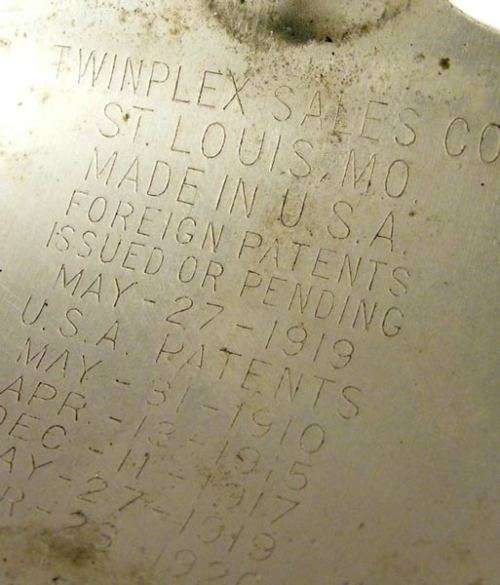 TWINPLEX SALES CO
ST. LOUIS, MO.
MADE IN U.S.A.
FOREIGN PATENTS
ISSUED OR PENDING
MAY-27-1919
U.S.A. PATENTS
MAY-31-1910
APR-13-1915
DEC-11-1917
AY-27-1919